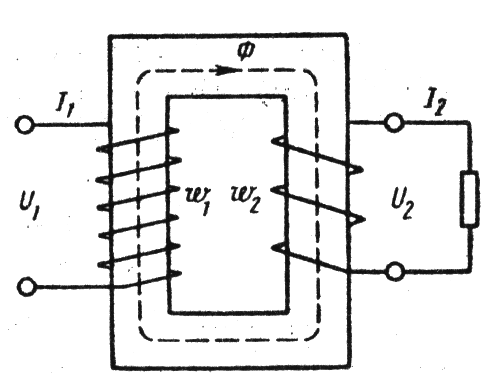 Φ
I₁
I₂
U₁
w₁
w₂
U₂